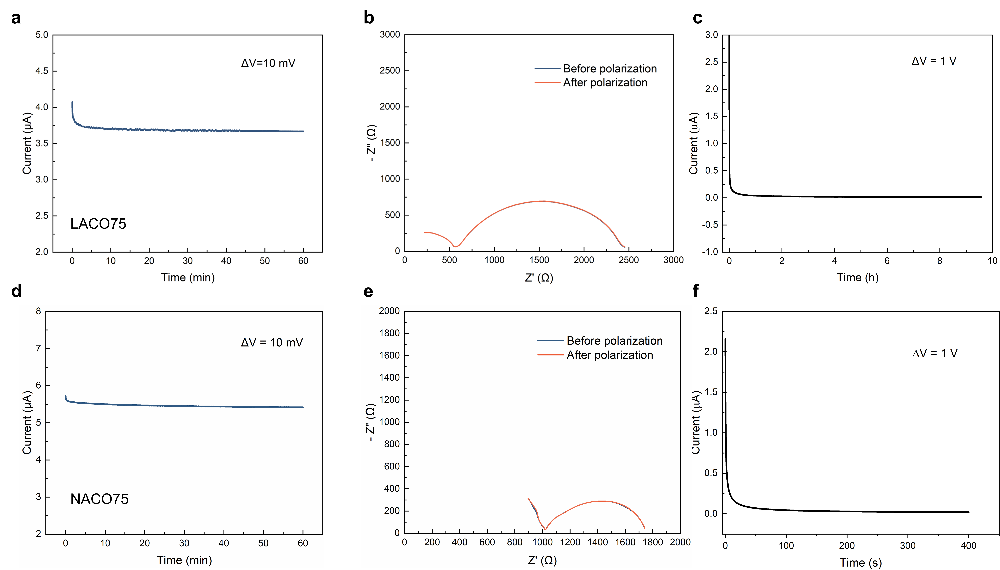 a
5.0
4.5
4.0
3.5
3.0
2.5
2.0
Current (μA)
ΔV=10 mV
LACO75
0 10 20 30 40 50 60
Time (min)
b
3000
2500
2000
1500
1000
500
0
- Z" (Ω)
Before polarization
After polarization
0 500 1000 1500 2000 2500 3000
Z' (Ω)
c
3.0
2.5
2.0
1.5
1.0
0.5
0.0
-0.5
-1.0
Current (μA)
ΔV = 1 V
0 2 4 6 8 10
Time (h)
d
8
7
6
5
4
3
2
Current (μA)
ΔV = 10 mV
NACO75
0 10 20 30 40 50 60
Time (min)
e
2000
1800
1600
1400
1200
1000
800
600
400
200
0
- Z" (Ω)
Before polarization
After polarization
0 200 400 600 800 1000 1200 1400 1600 1800 2000
Z' (Ω)
f
2.5
2.0
1.5
1.0
0.5
0.0
Current (μA)
ΔV = 1 V
0 100 200 300 400
Time (s)